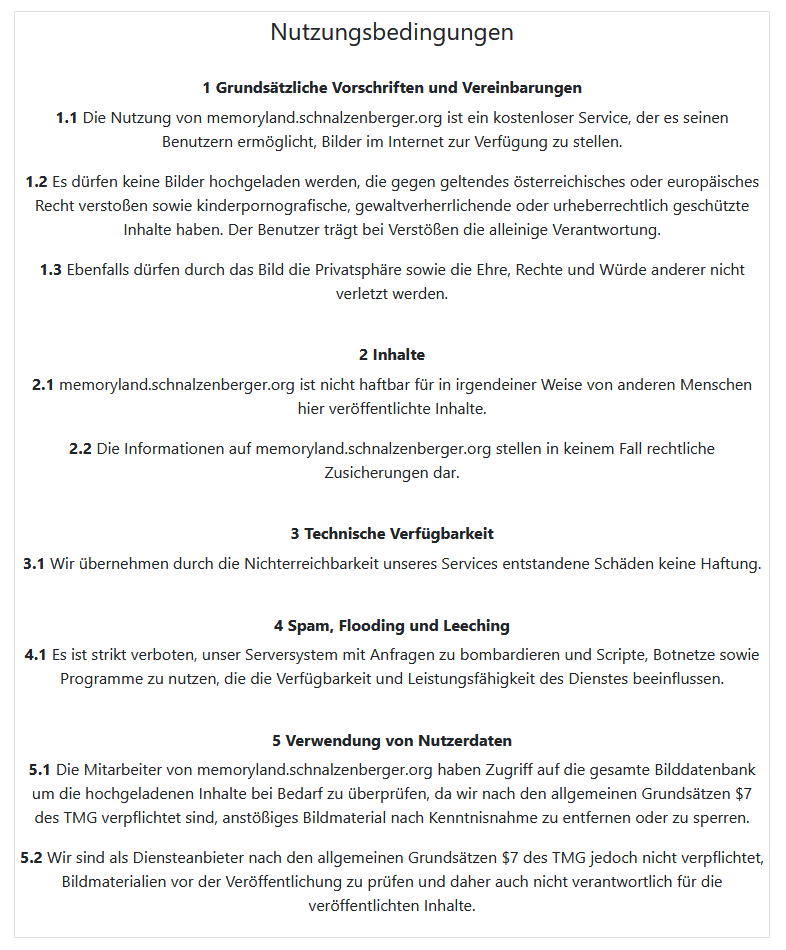 Nutzungsbedingungen
1 Grundsätzliche Vorschriften und Vereinbarungen
1.1 Die Nutzung von memoryland.schnalzenberger.org ist ein kostenloser Service, der es seinen
Benutzern ermöglicht, Bilder im Internet zur Verfügung zu stellen.
1.2 Es dürfen keine Bilder hochgeladen werden, die gegen geltendes österreichisches oder europäisches
Recht verstoßen sowie kinderpornografische, gewaltverherrlichende oder urheberrechtlich geschützte
Inhalte haben. Der Benutzer trägt bei Verstößen die alleinige Verantwortung.
1.3 Ebenfalls dürfen durch das Bild die Privatsphäre sowie die Ehre, Rechte und Würde anderer nicht
verletzt werden.
2 Inhalte
2.1 memoryland.schnalzenberger.org ist nicht haftbar für in irgendeiner Weise von anderen Menschen
hier veröffentlichte Inhalte.
2.2 Die Informationen auf memoryland.schnalzenberger.org stellen in keinem Fall rechtliche
Zusicherungen dar.
3 Technische Verfügbarkeit
3.1 Wir übernehmen durch die Nichterreichbarkeit unseres Services entstandene Schäden keine Haftung.
4 Spam, Flooding und Leeching
4.1 Es ist strikt verboten, unser Serversystem mit Anfragen zu bombardieren und Scripte, Botnetze sowie
Programme zu nutzen, die die Verfügbarkeit und Leistungsfähigkeit des Dienstes beeinflussen.
5 Verwendung von Nutzerdaten
5.1 Die Mitarbeiter von memoryland.schnalzenberger.org haben Zugriff auf die gesamte Bilddatenbank
um die hochgeladenen Inhalte bei Bedarf zu überprüfen, da wir nach den allgemeinen Grundsätzen $7
des TMG verpflichtet sind, anstößiges Bildmaterial nach Kenntnisnahme zu entfernen oder zu sperren.
5.2 Wir sind als Diensteanbieter nach den allgemeinen Grundsätzen $7 des TMG jedoch nicht verpflichtet,
Bildmaterialien vor der Veröffentlichung zu prüfen und daher auch nicht verantwortlich für die
veröffentlichten Inhalte.